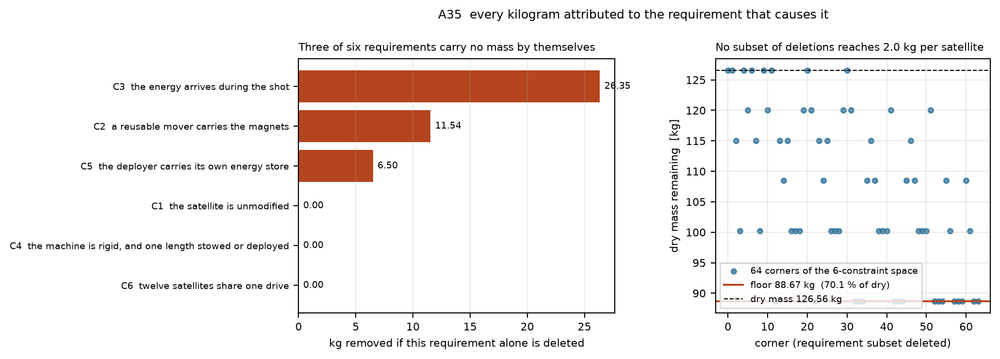 A35  every kilogram attributed to the requirement that causes it
Three of six requirements carry no mass by themselves
C3  the energy arrives during the shot
C2  a reusable mover carries the magnets
C5  the deployer carries its own energy store
C1  the satellite is unmodified
C4  the machine is rigid, and one length stowed or deployed
C6  twelve satellites share one drive
26.35
11.54
6.50
0.00
0.00
0.00
0
5
10
15
20
25
kg removed if this requirement alone is deleted
No subset of deletions reaches 2.0 kg per satellite
dry mass remaining  [kg]
125
120
115
110
105
100
95
90
64 corners of the 6-constraint space
floor 88.67 kg  (70.1 % of dry)
dry mass 126.56 kg
0
10
20
30
40
50
60
corner (requirement subset deleted)